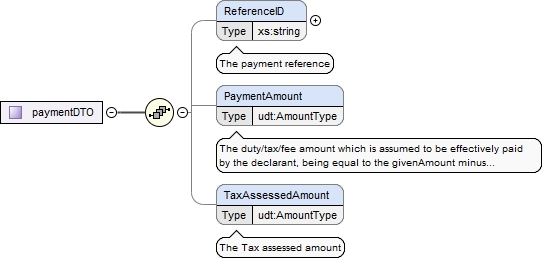 ReferenceID
Type xs:string
The payment reference
paymentDTO
PaymentAmount
Type udt:AmountType
The duty/tax/fee amount which is assumed to be effectively paid
by the declarant, being equal to the givenAmount minus...
TaxAssessedAmount
Type udt:AmountType
The Tax assessed amount